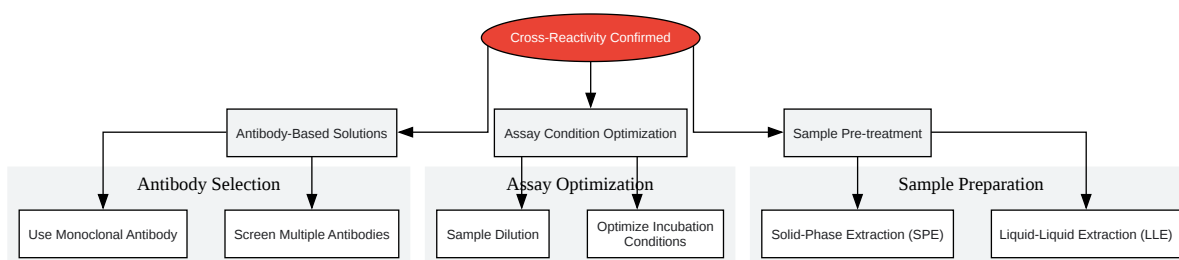 Cross-Reactivity Confirmed
Antibody-Based Solutions
Assay Condition Optimization
Sample Pre-treatment
Antibody Selection
Assay Optimization
Sample Preparation
Use Monoclonal Antibody
Screen Multiple Antibodies
Sample Dilution
Optimize Incubation
Conditions
Solid-Phase Extraction (SPE)
Liquid-Liquid Extraction (LLE)